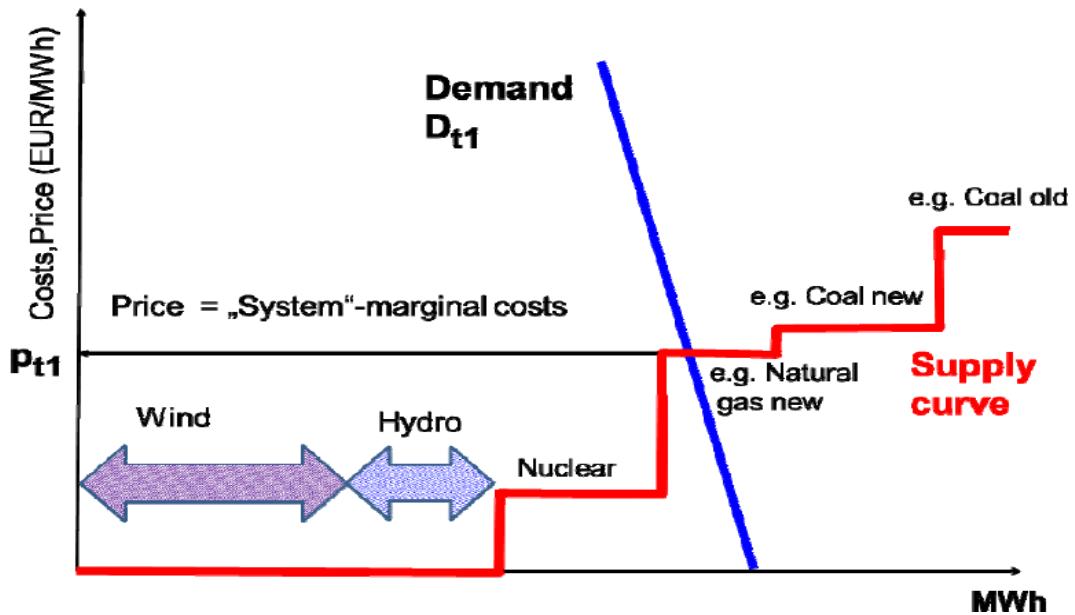 Costs,Price (EUR/MWh)
Demand
Dt1
e.g. Coal old
e.g. Coal new
Price = „System“-marginal costs
pt1
e.g. Natural
gas new
Supply
curve
Wind
Hydro
Nuclear
MWh